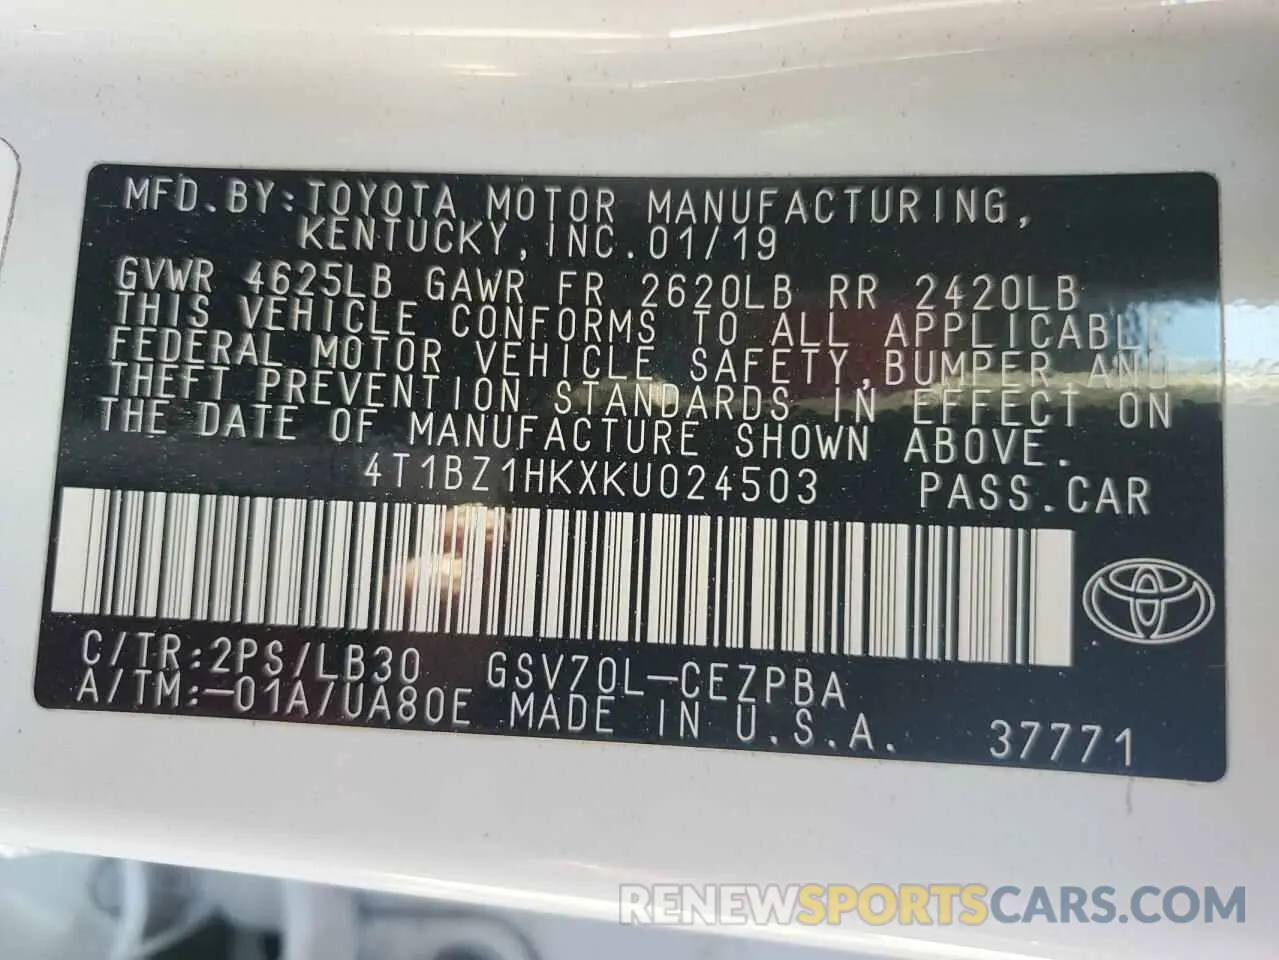 MFD.BY:TOYOTA MOTOR MANUFACTURING,
KENTUCKY,INC.01/19
GVWR 4625LB GAWR FR 2620LB RR 2420LB
THIS VEHICLE CONFORMS TO ALL APPLICABLE
FEDERAL MOTOR VEHICLE SAFETY,BUMPER,AND
THEFT PREVENTION STANDARDS IN EFFECT ON
THE DATE OF MANUFACTURE SHOWN ABOVE.
4T1BZ1HKXKU024503 PASS.CAR
C/TR:2PS/LB30 GSV70L-CEZPBA
A/TM:-01A/UA80E MADE IN U.S.A. 37771
RENEWSPORTSCARS.COM